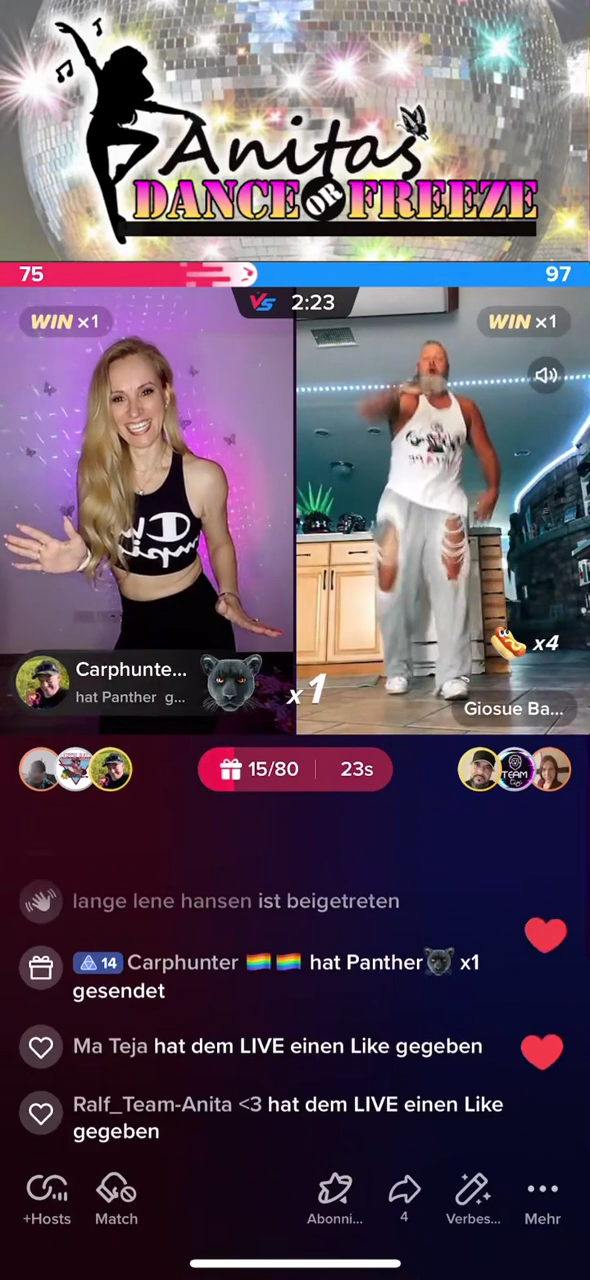 Anitas
DANCE OR FREEZE
75
97
VS 2:23
WIN x1
WIN x1
Carphunte...
hat Panther g...
x1
x4
Giosue Ba...
15/80
23s
TEAM
lange lene hansen ist beigetreten
14 Carphunter 🏳️‍🌈 🏳️‍🌈 hat Panther x1
gesendet
Ma Teja hat dem LIVE einen Like gegeben
Ralf_Team-Anita <3 hat dem LIVE einen Like
gegeben
+Hosts
Match
Abonni...
4
Verbes...
Mehr